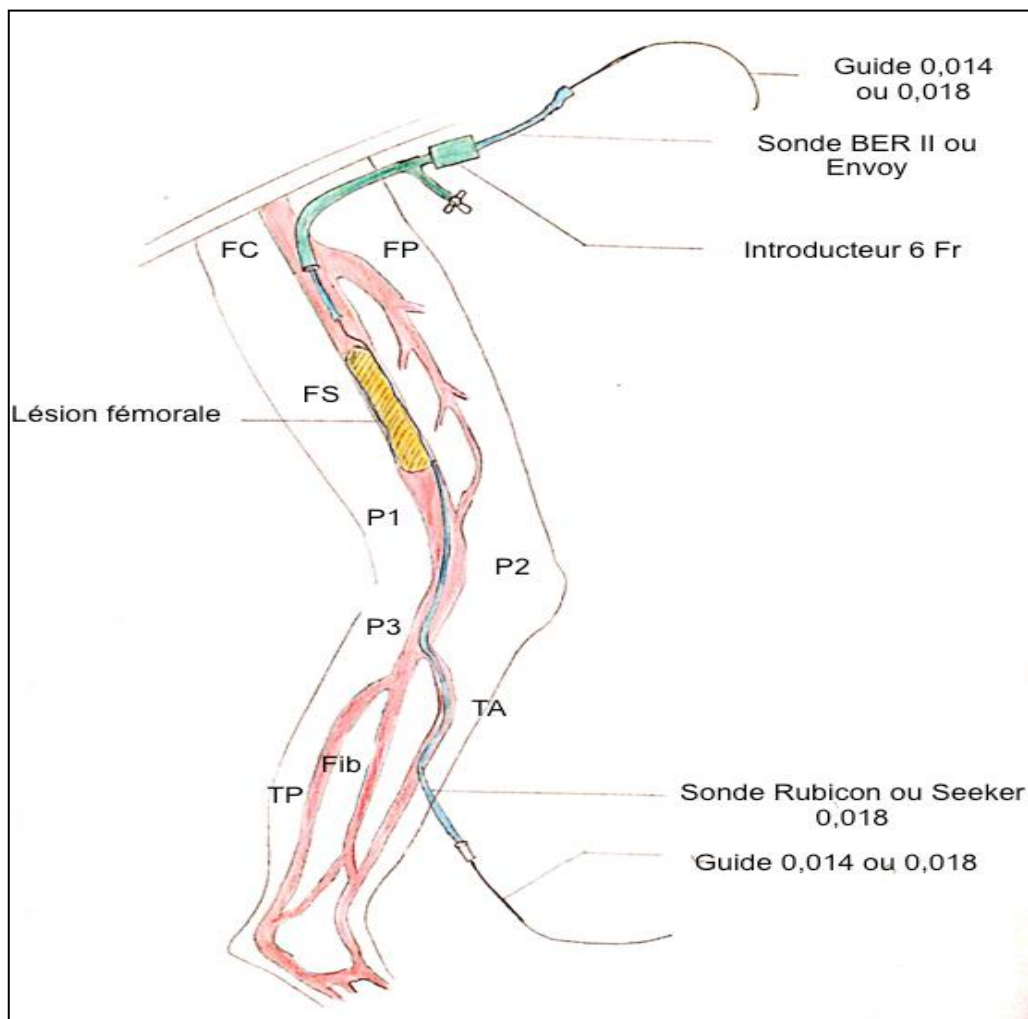 Guide 0,014
ou 0,018
Sonde BER II ou
Envoy
Introducteur 6 Fr
FC
FP
FS
Lésion fémorale
P1
P2
P3
TA
Fib
TP
Sonde Rubicon ou Seeker
0,018
Guide 0,014 ou 0,018